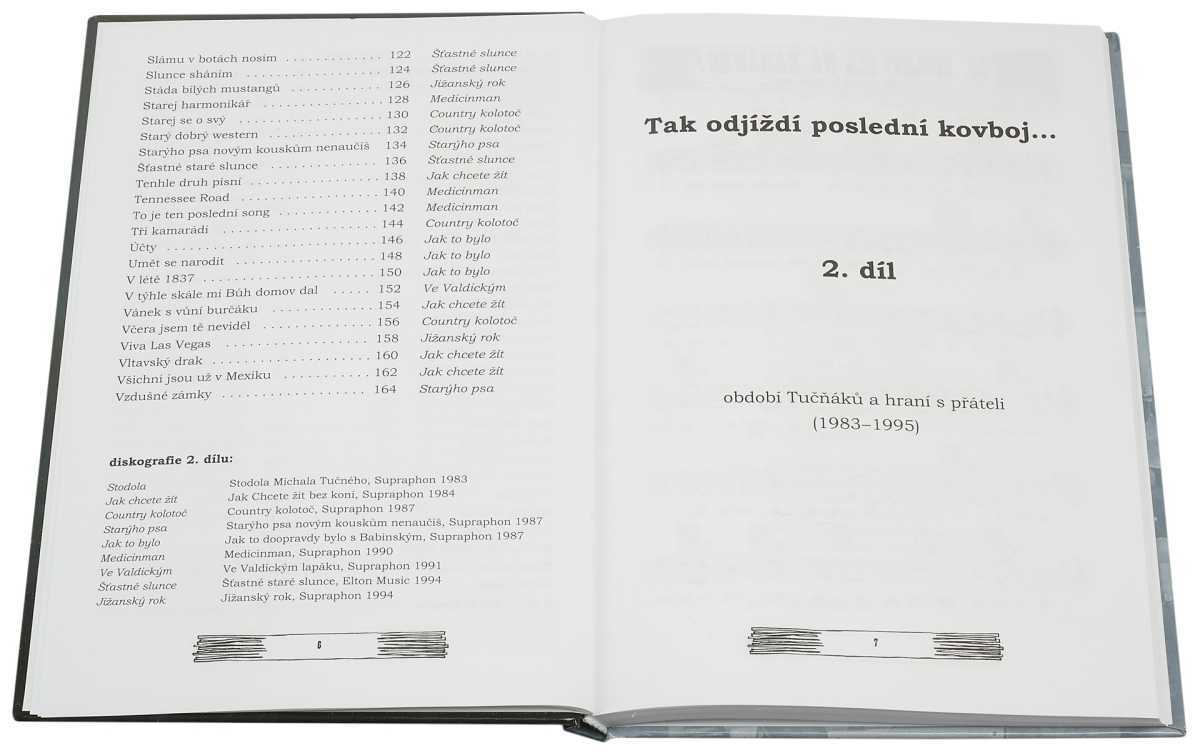 Slámu v botách nosím . . . . . . . . . . . . . 122 Šťastné slunce
Slunce sháním . . . . . . . . . . . . . . . . . . 124 Šťastné slunce
Stáda bílých mustangů . . . . . . . . . . . . 126 Jižanský rok
Starej harmonikář . . . . . . . . . . . . . . . . 128 Medicinman
Starej se o svý . . . . . . . . . . . . . . . . . . . 130 Country kolotoč
Starý dobrý western . . . . . . . . . . . . . . 132 Country kolotoč
Starýho psa novým kouskům nenaučíš 134 Starýho psa
Šťastné staré slunce . . . . . . . . . . . . . . 136 Šťastné slunce
Tenhle druh písní . . . . . . . . . . . . . . . . . 138 Jak chcete žít
Tennessee Road . . . . . . . . . . . . . . . . . . 140 Medicinman
To je ten poslední song . . . . . . . . . . . . . 142 Medicinman
Tři kamarádi . . . . . . . . . . . . . . . . . . . . 144 Country kolotoč
Účty . . . . . . . . . . . . . . . . . . . . . . . . . . . 146 Jak to bylo
Umět se narodit . . . . . . . . . . . . . . . . . . 148 Jak to bylo
V létě 1837 . . . . . . . . . . . . . . . . . . . . . . 150 Jak to bylo
V týhle skále mi Bůh domov dal . . . . . 152 Ve Valdickým
Vánek s vůní burčáku . . . . . . . . . . . . . . 154 Jak chcete žít
Včera jsem tě neviděl . . . . . . . . . . . . . . 156 Country kolotoč
Viva Las Vegas . . . . . . . . . . . . . . . . . . 158 Jižanský rok
Vltavský drak . . . . . . . . . . . . . . . . . . . . 160 Jak chcete žít
Všichni jsou už v Mexiku . . . . . . . . . . . 162 Jak chcete žít
Vzdušné zámky . . . . . . . . . . . . . . . . . . 164 Starýho psa
diskografie 2. dílu:
Stodola Stodola Michala Tučného, Supraphon 1983
Jak chcete žít Jak Chcete žít bez koní, Supraphon 1984
Country kolotoč Country kolotoč, Supraphon 1987
Starýho psa Starýho psa novým kouskům nenaučíš, Supraphon 1987
Jak to bylo Jak to doopravdy bylo s Babinským, Supraphon 1987
Medicinman Medicinman, Supraphon 1990
Ve Valdickým Ve Valdickým lapáku, Supraphon 1991
Šťastné slunce Šťastné staré slunce, Elton Music 1994
Jižanský rok Jižanský rok, Supraphon 1994
6
Tak odjíždí poslední kovboj...
2. díl
období Tučňáků a hraní s přáteli
(1983–1995)
7